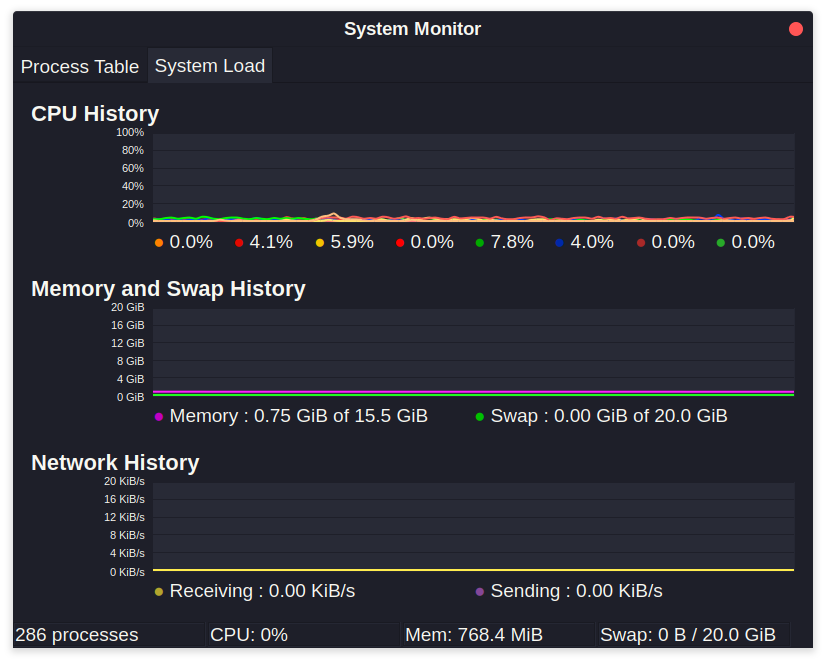 System Monitor
Process Table System Load
CPU History
100%
80%
60%
40%
20%
0%
0.0% 4.1% 5.9% 0.0% 7.8% 4.0% 0.0% 0.0%
Memory and Swap History
20 GiB
16 GiB
12 GiB
8 GiB
4 GiB
0 GiB
Memory : 0.75 GiB of 15.5 GiB Swap : 0.00 GiB of 20.0 GiB
Network History
20 KiB/s
16 KiB/s
12 KiB/s
8 KiB/s
4 KiB/s
0 KiB/s
Receiving : 0.00 KiB/s Sending : 0.00 KiB/s
286 processes CPU: 0% Mem: 768.4 MiB Swap: 0 B / 20.0 GiB